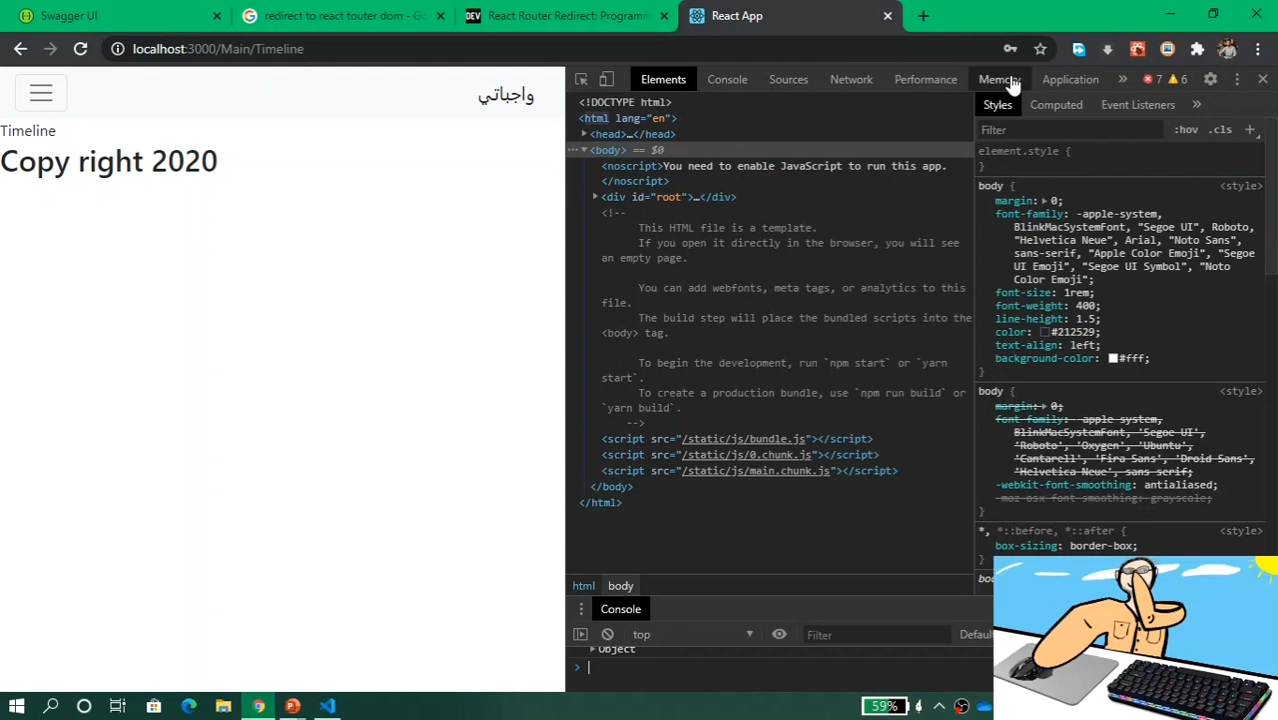 Swagger UI
redirect to react touter dom - Go
DEV
React Router Redirect: Programm
React App
localhost:3000/Main/Timeline
واجباتي
Timeline
Copy right 2020
Elements
Console
Sources
Network
Performance
Memory
Application
7
6
<!DOCTYPE html>
<html lang="en">
<head>…</head>
<body> == $0
<noscript>You need to enable JavaScript to run this app.
</noscript>
<div id="root">…</div>
<!--
This HTML file is a template.
If you open it directly in the browser, you will see
an empty page.
You can add webfonts, meta tags, or analytics to this
file.
The build step will place the bundled scripts into the
<body> tag.
To begin the development, run `npm start` or `yarn
start`.
To create a production bundle, use `npm run build` or
`yarn build`.
-->
<script src="/static/js/bundle.js"></script>
<script src="/static/js/0.chunk.js"></script>
<script src="/static/js/main.chunk.js"></script>
</body>
</html>
html
body
Console
top
Filter
Defaul
Object
Styles
Computed
Event Listeners
Filter
:hov
.cls
element.style {
}
body {
<style>
margin: 0;
font-family: -apple-system,
BlinkMacSystemFont, "Segoe UI", Roboto,
"Helvetica Neue", Arial, "Noto Sans",
sans-serif, "Apple Color Emoji", "Segoe
UI Emoji", "Segoe UI Symbol", "Noto
Color Emoji";
font-size: 1rem;
font-weight: 400;
line-height: 1.5;
color: #212529;
text-align: left;
background-color: #fff;
}
body {
<style>
margin: 0;
font-family: -apple-system,
BlinkMacSystemFont, 'Segoe UI',
'Roboto', 'Oxygen', 'Ubuntu',
'Cantarell', 'Fira Sans', 'Droid Sans',
'Helvetica Neue', sans-serif;
-webkit-font-smoothing: antialiased;
-moz-osx-font-smoothing: grayscale;
}
*, *::before, *::after {
<style>
box-sizing: border-box;
}
59%